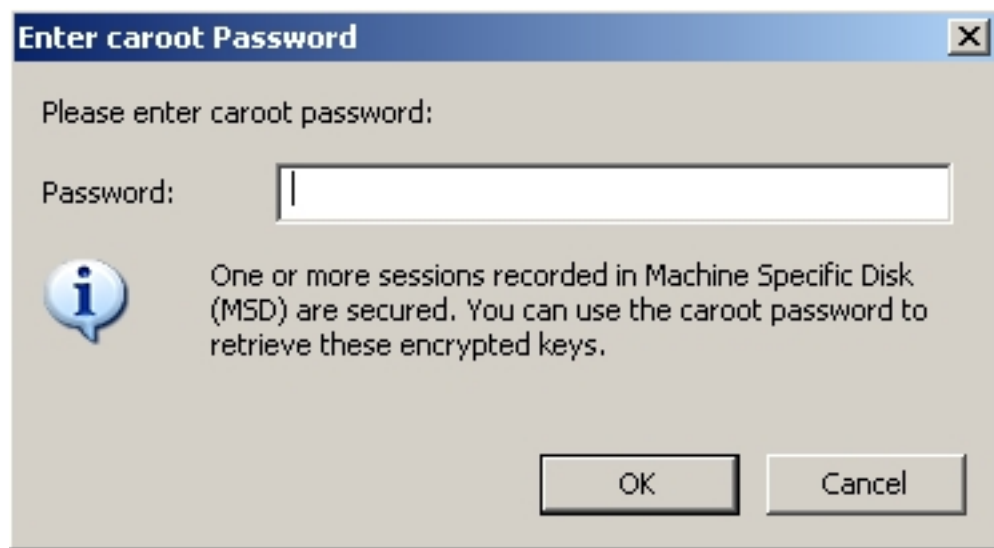 Enter caroot Password
Please enter caroot password:
Password:
One or more sessions recorded in Machine Specific Disk
(MSD) are secured. You can use the caroot password to
retrieve these encrypted keys.
OK
Cancel